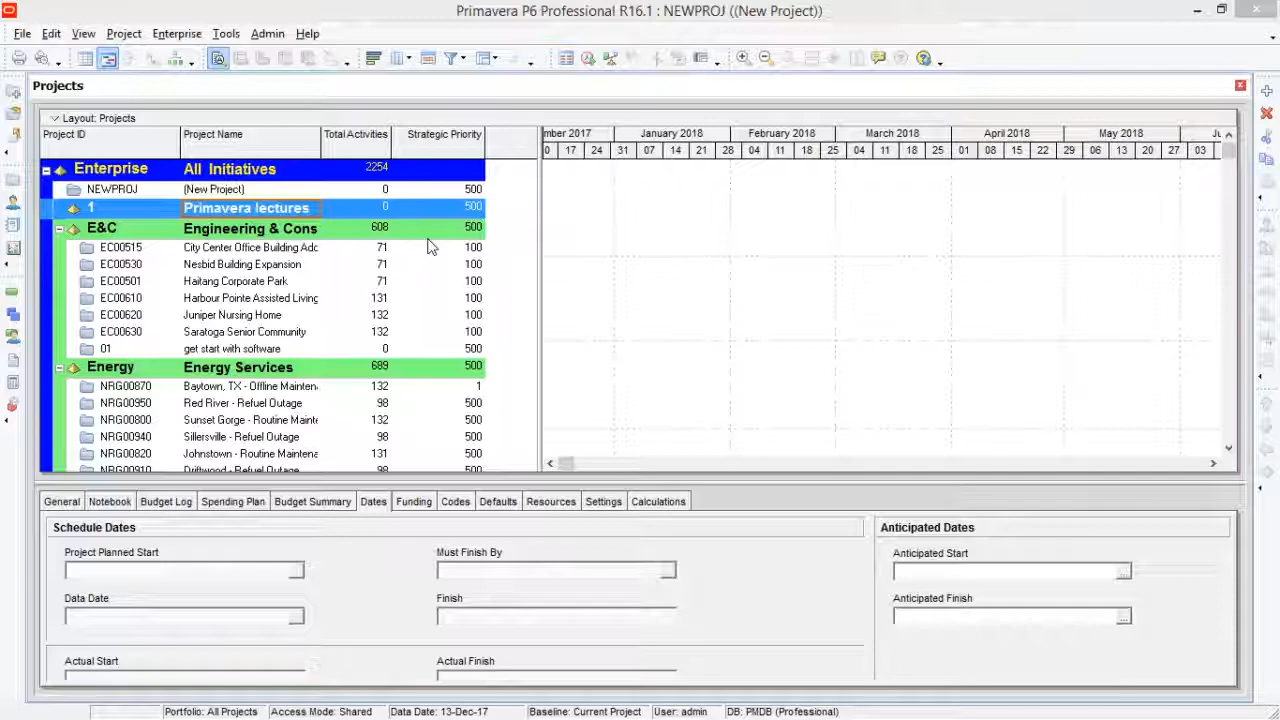 Primavera P6 Professional R16.1 : NEWPROJ ((New Project))
File Edit View Project Enterprise Tools Admin Help
Projects
Layout: Projects
Project ID Project Name Total Activities Strategic Priority
mber 2017 January 2018 February 2018 March 2018 April 2018 May 2018
0 17 24 31 07 14 21 28 04 11 18 25 04 11 18 25 01 08 15 22 29 06 13 20 27 03
Enterprise All Initiatives 2254
NEWPROJ (New Project) 0 500
1 Primavera lectures 0 500
E&C Engineering & Cons 608 500
EC00515 City Center Office Building Adc 71 100
EC00530 Nesbid Building Expansion 71 100
EC00501 Haitang Corporate Park 71 100
EC00610 Harbour Pointe Assisted Living 131 100
EC00620 Juniper Nursing Home 132 100
EC00630 Saratoga Senior Community 132 100
01 get start with software 0 500
Energy Energy Services 689 500
NRG00870 Baytown, TX - Offline Mainten 132 1
NRG00950 Red River - Refuel Outage 98 500
NRG00800 Sunset Gorge - Routine Mainte 132 500
NRG00940 Sillersville - Refuel Outage 98 500
NRG00820 Johnstown - Routine Maintena 131 500
NRG00910 Driftwood - Refuel Outage 98 500
General Notebook Budget Log Spending Plan Budget Summary Dates Funding Codes Defaults Resources Settings Calculations
Schedule Dates Anticipated Dates
Project Planned Start Must Finish By Anticipated Start
Data Date Finish Anticipated Finish
Actual Start Actual Finish
Portfolio: All Projects Access Mode: Shared Data Date: 13-Dec-17 Baseline: Current Project User: admin DB: PMDB (Professional)